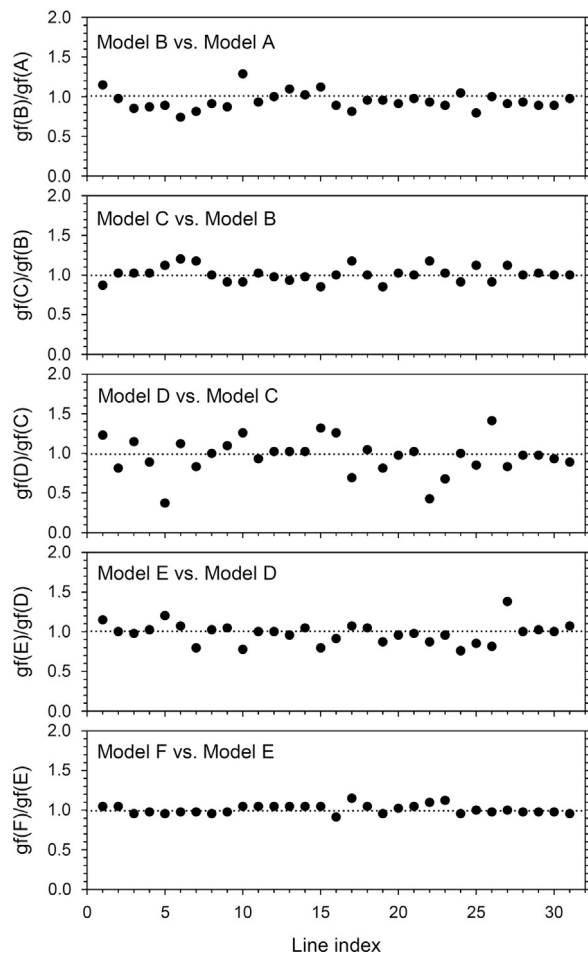 2.0
Model B vs. Model A
1.5
1.0
0.5
0.0
gf(B)/gf(A)
2.0
Model C vs. Model B
1.5
1.0
0.5
0.0
gf(C)/gf(B)
2.0
Model D vs. Model C
1.5
1.0
0.5
0.0
gf(D)/gf(C)
2.0
Model E vs. Model D
1.5
1.0
0.5
0.0
gf(E)/gf(D)
2.0
Model F vs. Model E
1.5
1.0
0.5
0.0
gf(F)/gf(E)
0 5 10 15 20 25 30
Line index